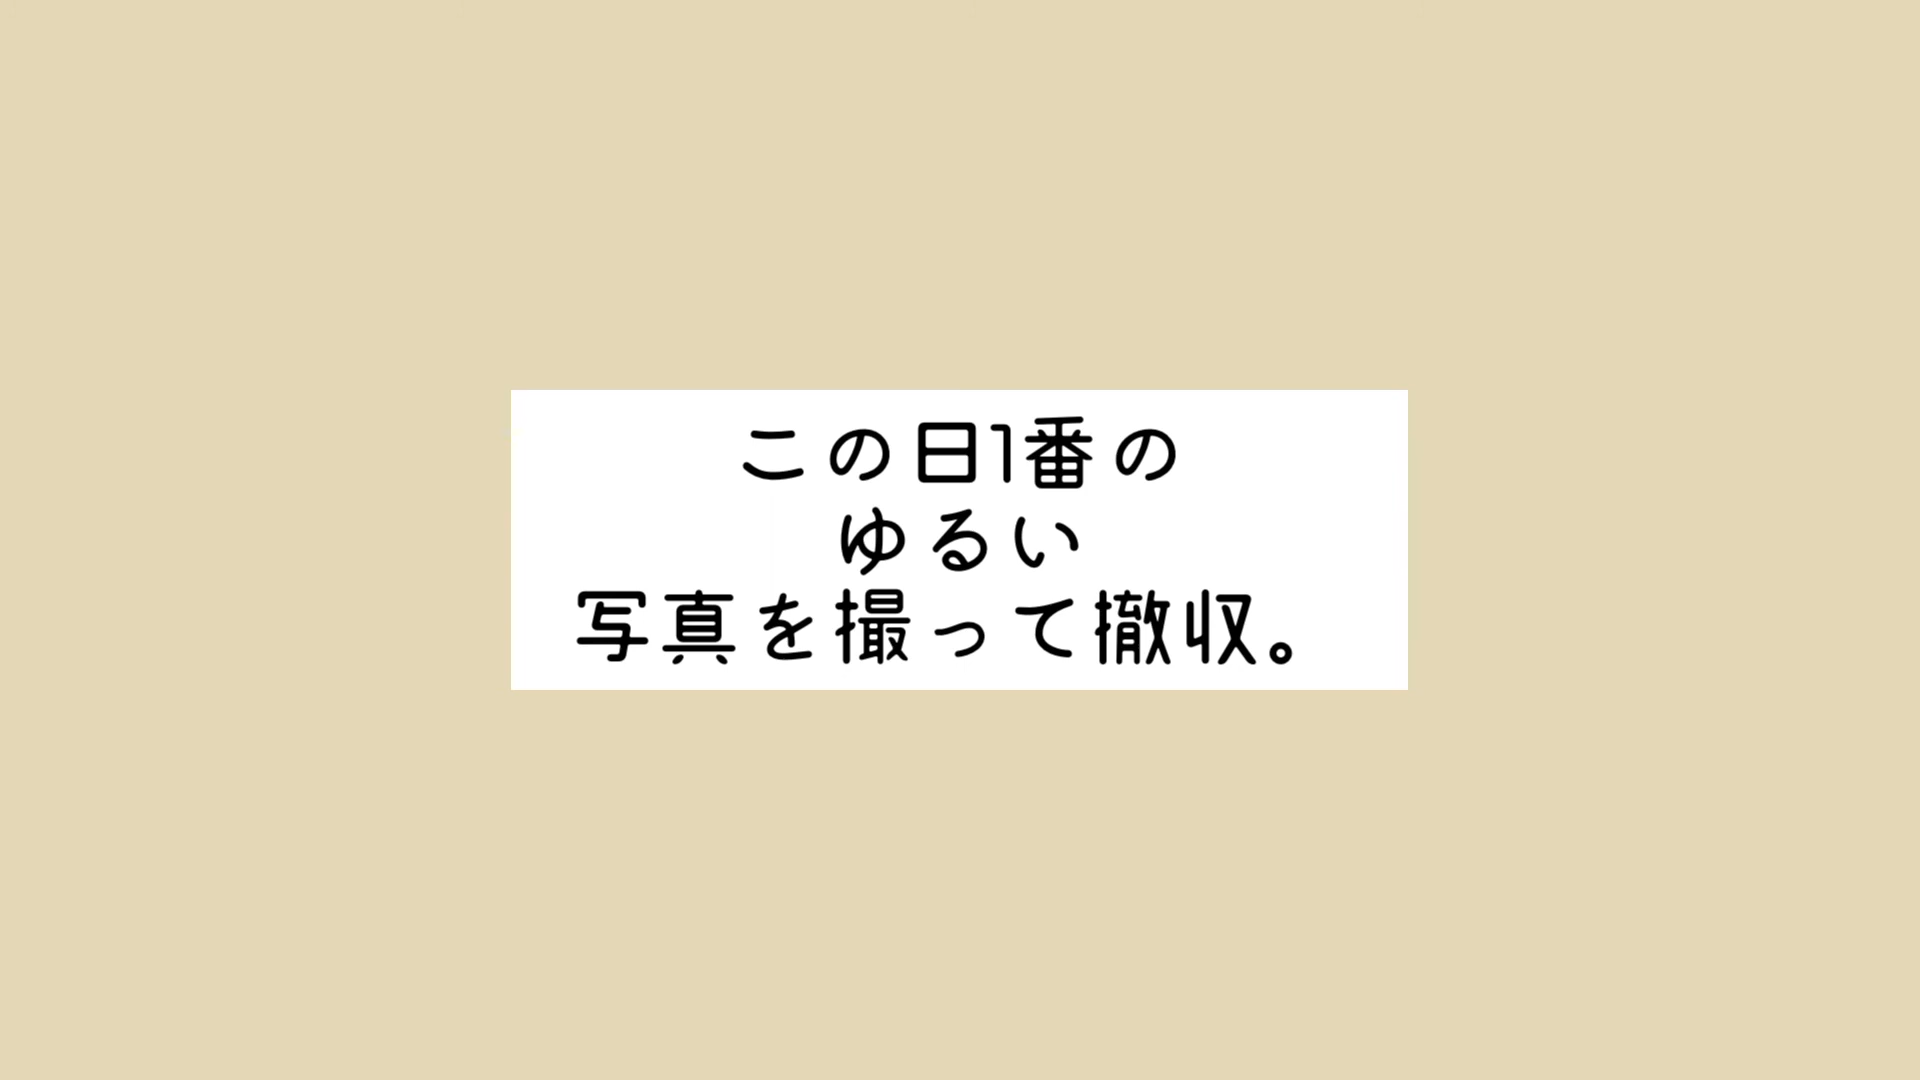 この日1番の
ゆるい
写真を撮って撤収。